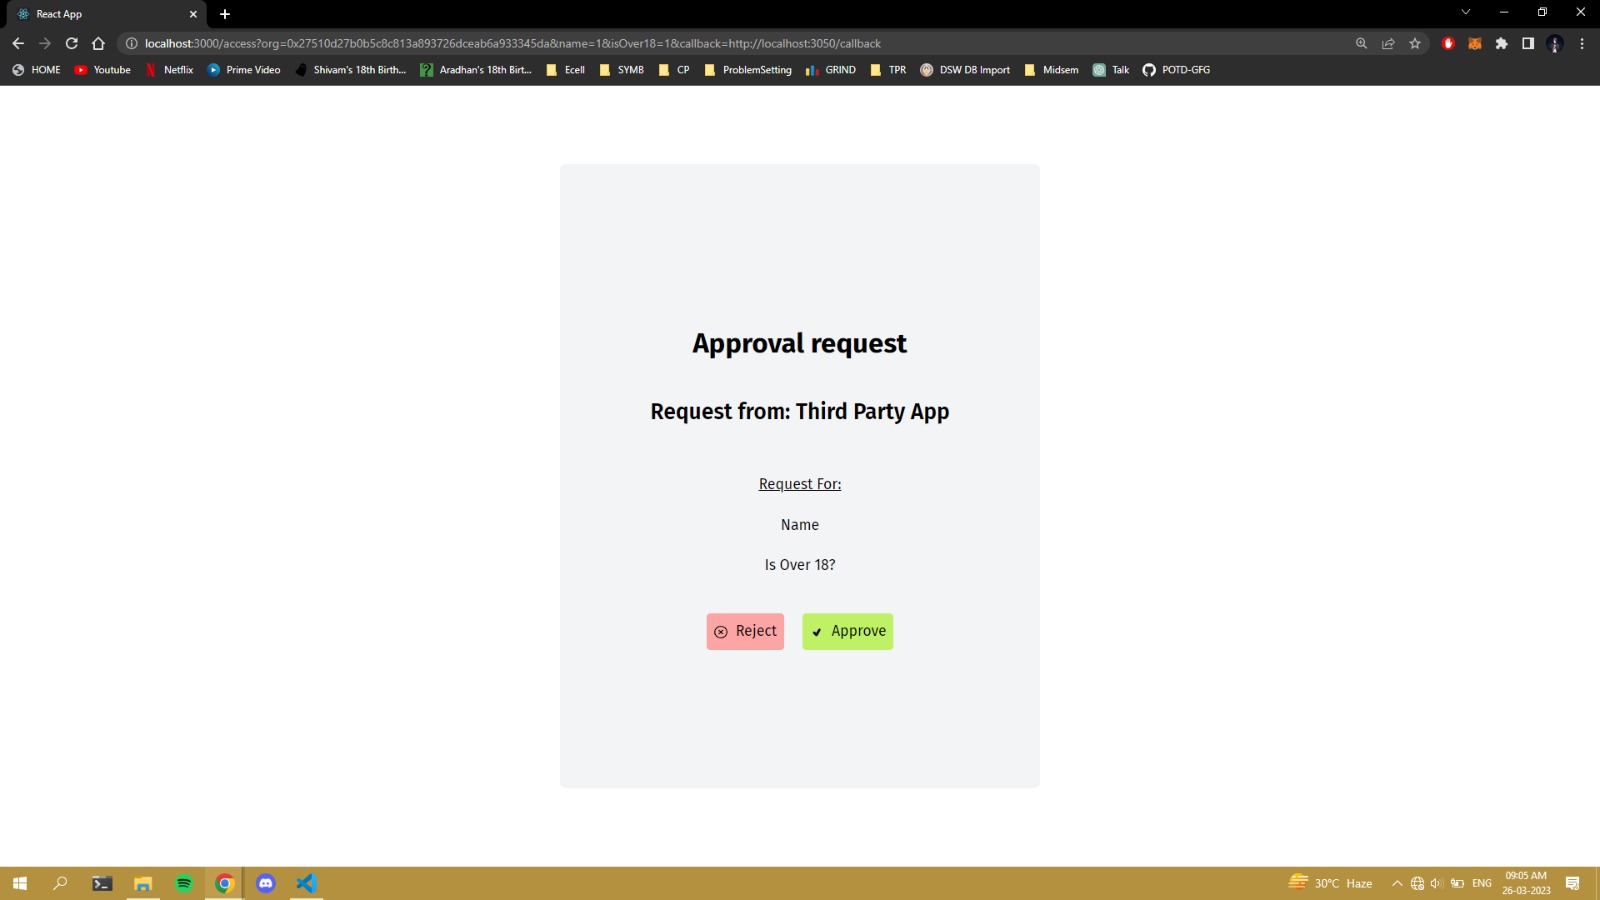 React App
localhost:3000/access?org=0x27510d27b0b5c8c813a893726dceab6a933345da&name=1&isOver18=1&callback=http://localhost:3050/callback
HOME Youtube Netflix Prime Video Shivam's 18th Birth... Aradhan's 18th Birt... Ecell SYMB CP ProblemSetting GRIND TPR DSW DB Import Midsem Talk POTD-GFG
Approval request
Request from: Third Party App
Request For:
Name
Is Over 18?
Reject Approve
30°C Haze ENG 09:05 AM
26-03-2023